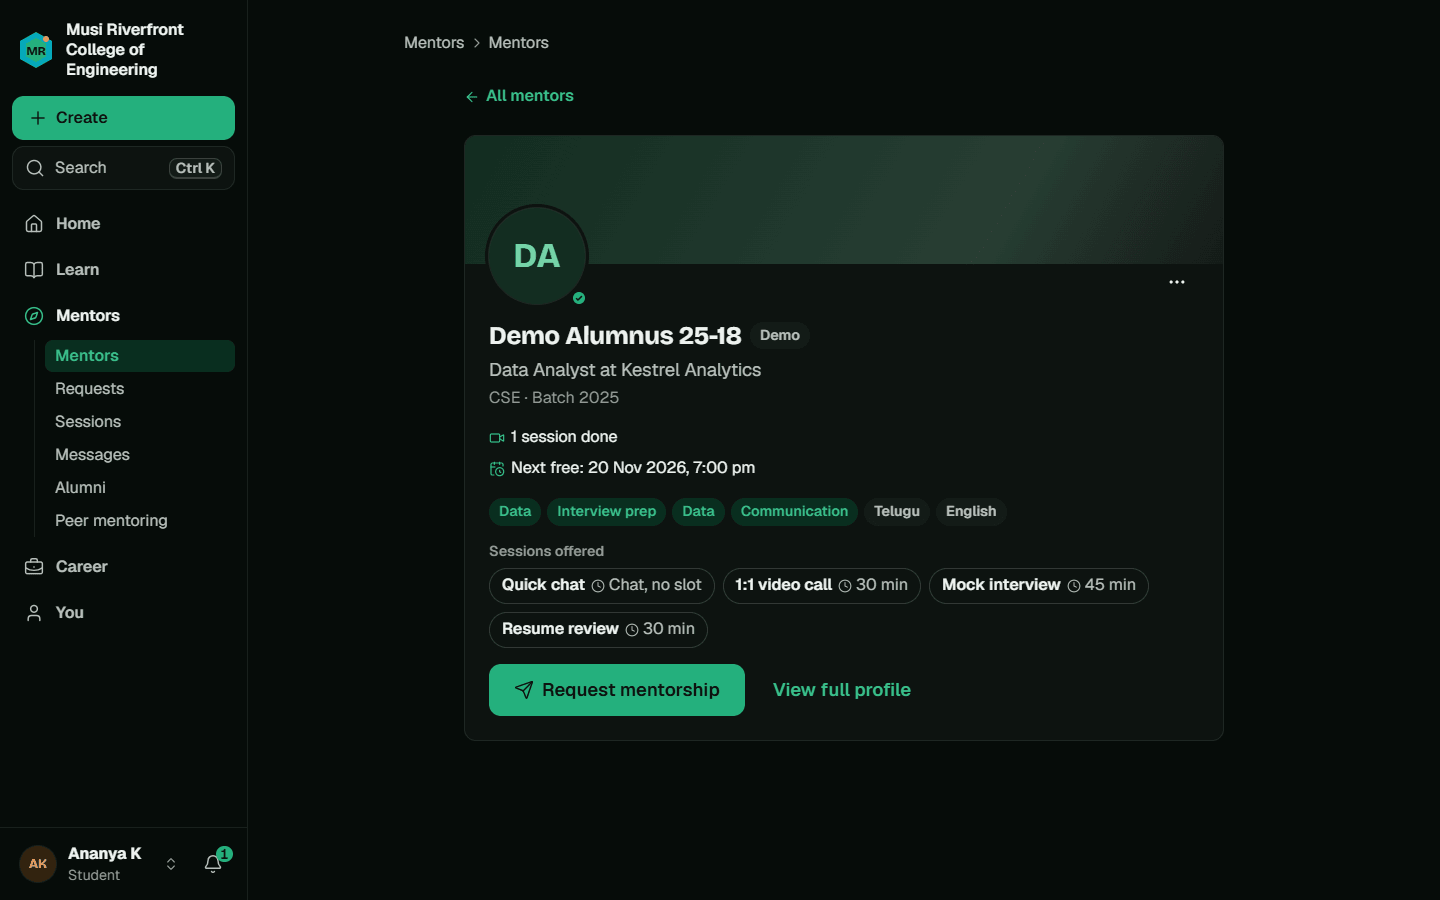 MR
Musi Riverfront
College of
Engineering
Create
Search Ctrl K
Home
Learn
Mentors
Mentors
Requests
Sessions
Messages
Alumni
Peer mentoring
Career
You
AK
Ananya K
Student
1
Mentors > Mentors
← All mentors
DA
Demo Alumnus 25-18 Demo
Data Analyst at Kestrel Analytics
CSE · Batch 2025
1 session done
Next free: 20 Nov 2026, 7:00 pm
Data Interview prep Data Communication Telugu English
Sessions offered
Quick chat Chat, no slot 1:1 video call 30 min Mock interview 45 min
Resume review 30 min
Request mentorship View full profile